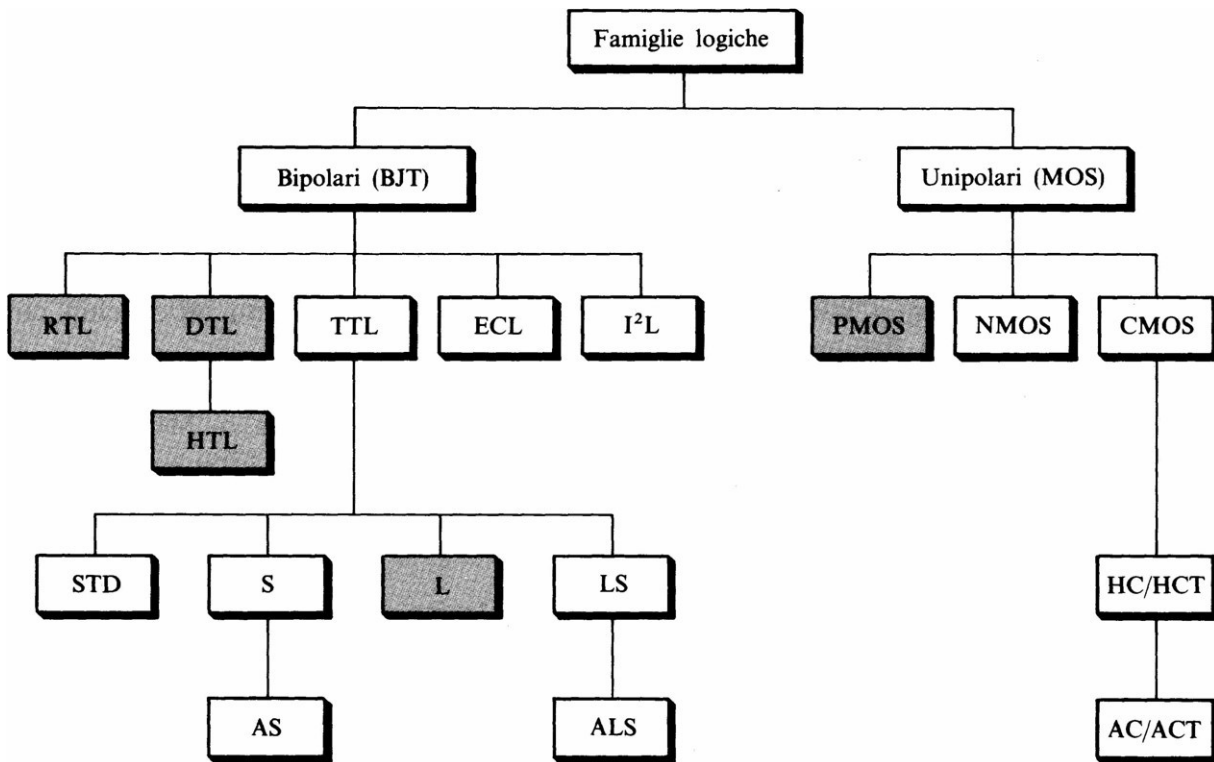 Famiglie logiche
Bipolari (BJT)
Unipolari (MOS)
RTL
DTL
TTL
ECL
I²L
PMOS
NMOS
CMOS
HTL
STD
S
L
LS
HC/HCT
AS
ALS
AC/ACT